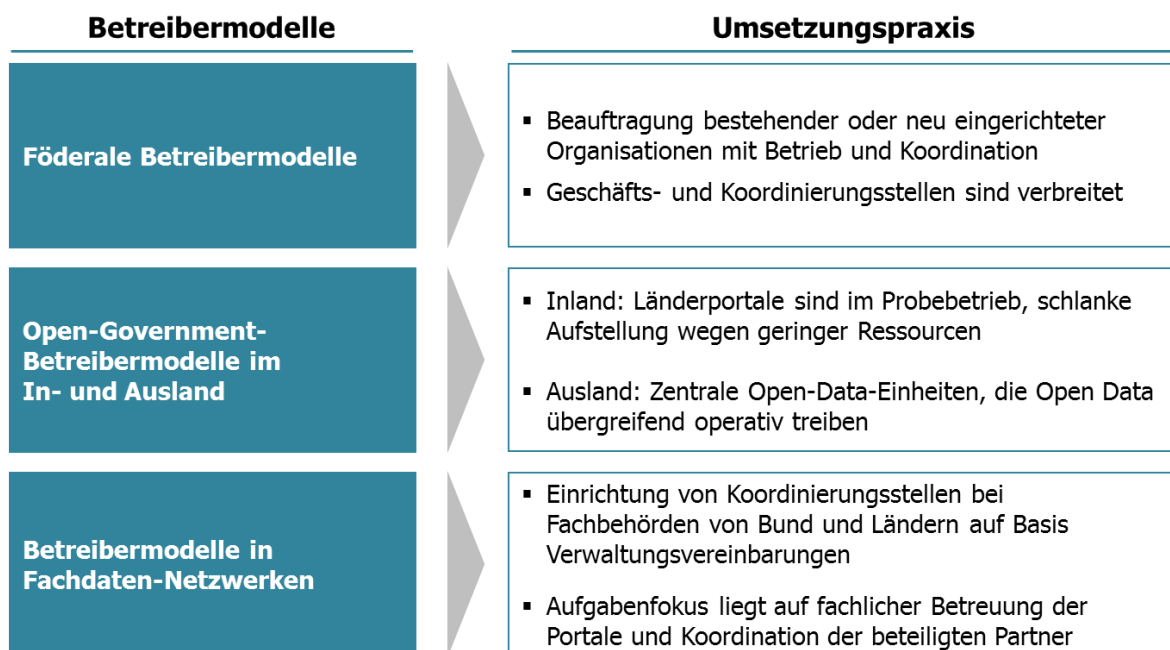 Betreibermodelle
Umsetzungspraxis
Föderale Betreibermodelle
▪ Beauftragung bestehender oder neu eingerichteter
Organisationen mit Betrieb und Koordination
▪ Geschäfts- und Koordinierungsstellen sind verbreitet
Open-Government-
Betreibermodelle im
In- und Ausland
▪ Inland: Länderportale sind im Probebetrieb, schlanke
Aufstellung wegen geringer Ressourcen
▪ Ausland: Zentrale Open-Data-Einheiten, die Open Data
übergreifend operativ treiben
Betreibermodelle in
Fachdaten-Netzwerken
▪ Einrichtung von Koordinierungsstellen bei
Fachbehörden von Bund und Ländern auf Basis
Verwaltungsvereinbarungen
▪ Aufgabenfokus liegt auf fachlicher Betreuung der
Portale und Koordination der beteiligten Partner